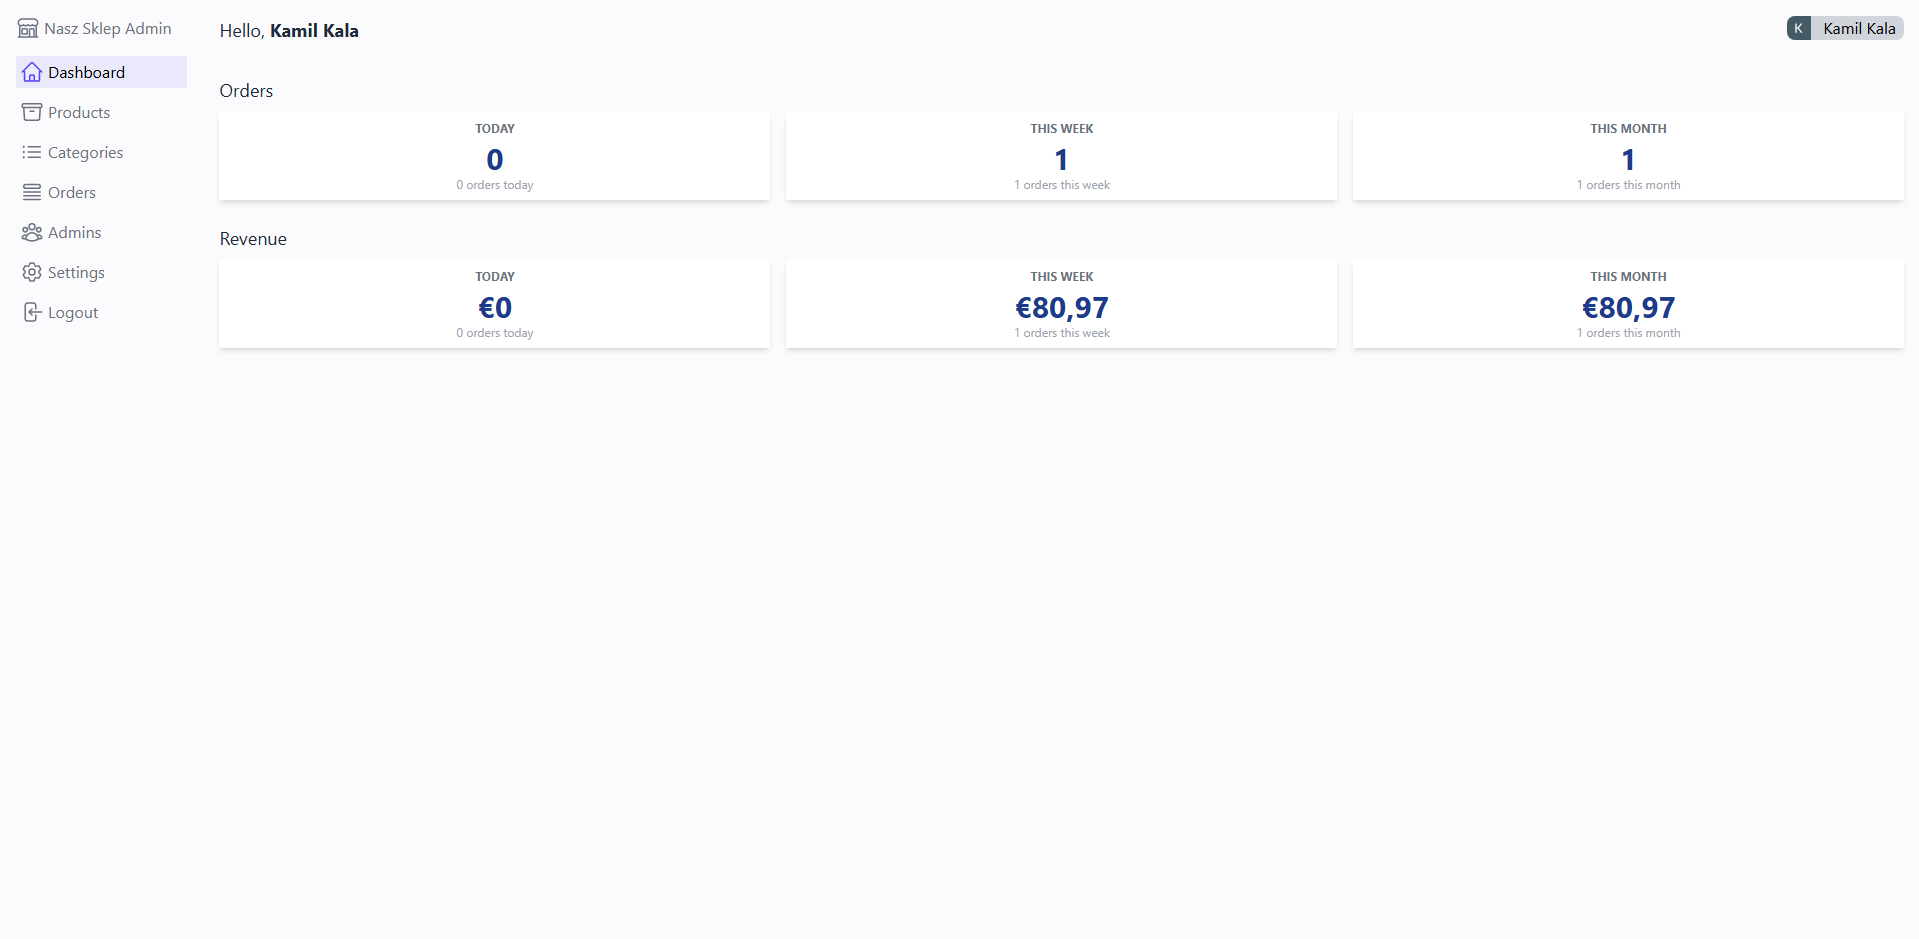 Nasz Sklep Admin
Dashboard
Products
Categories
Orders
Admins
Settings
Logout
Hello, Kamil Kala
K Kamil Kala
Orders
TODAY
0
0 orders today
THIS WEEK
1
1 orders this week
THIS MONTH
1
1 orders this month
Revenue
TODAY
€0
0 orders today
THIS WEEK
€80,97
1 orders this week
THIS MONTH
€80,97
1 orders this month